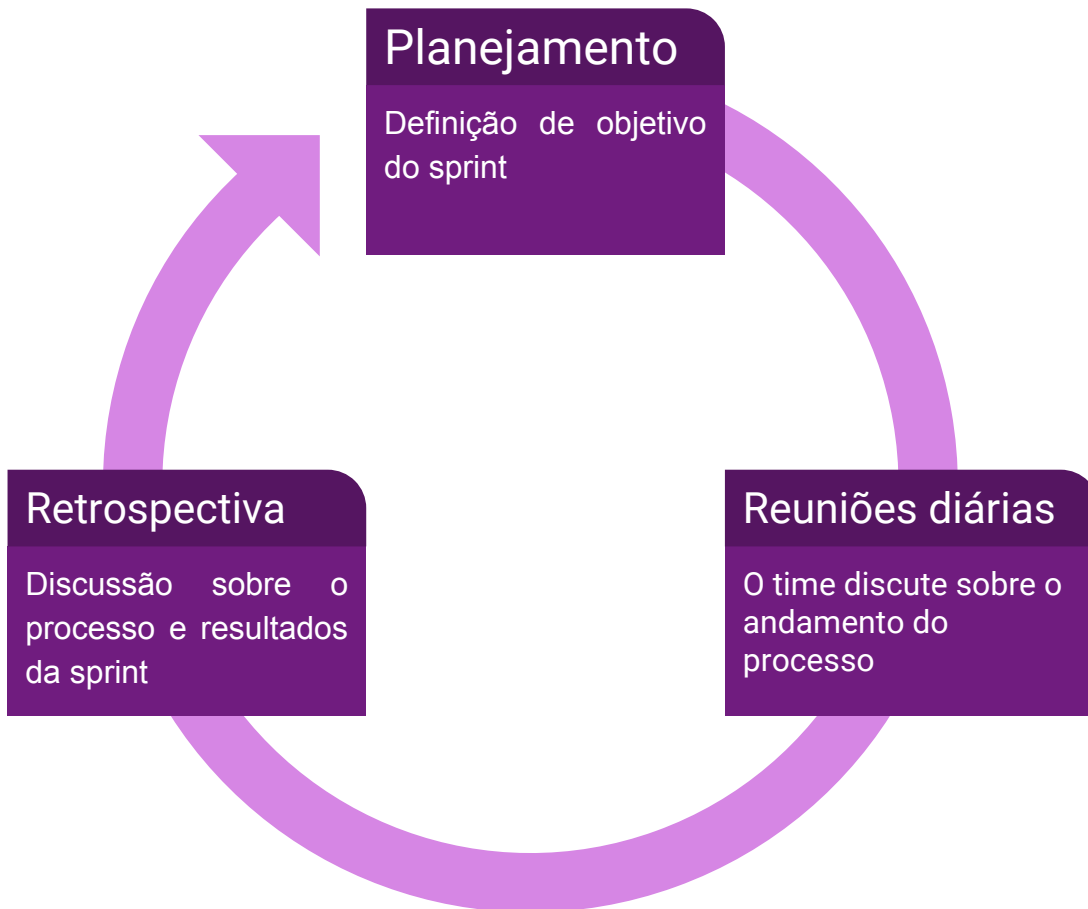 Planejamento
Definição de objetivo
do sprint
Retrospectiva
Discussão sobre o
processo e resultados
da sprint
Reuniões diárias
O time discute sobre o
andamento do
processo